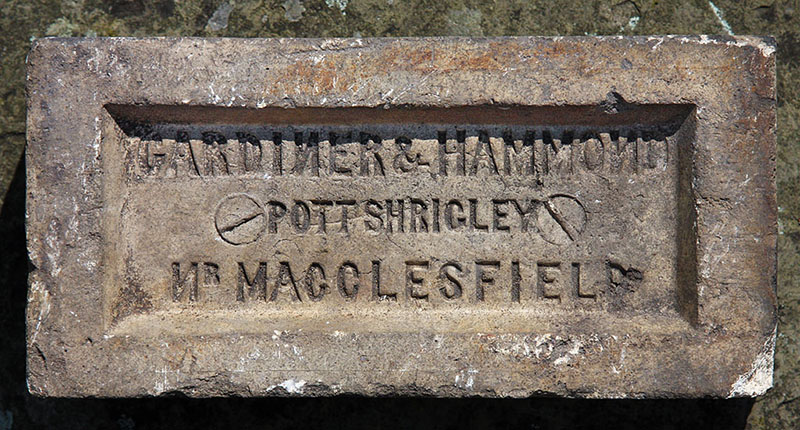 GARDINER & HAMMOND
POTT SHRIGLEY
NR MACCLESFIELD